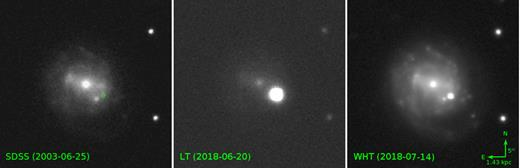 SDSS (2003-06-25)
LT (2018-06-20)
WHT (2018-07-14)
N
5"
E
1.43 kpc